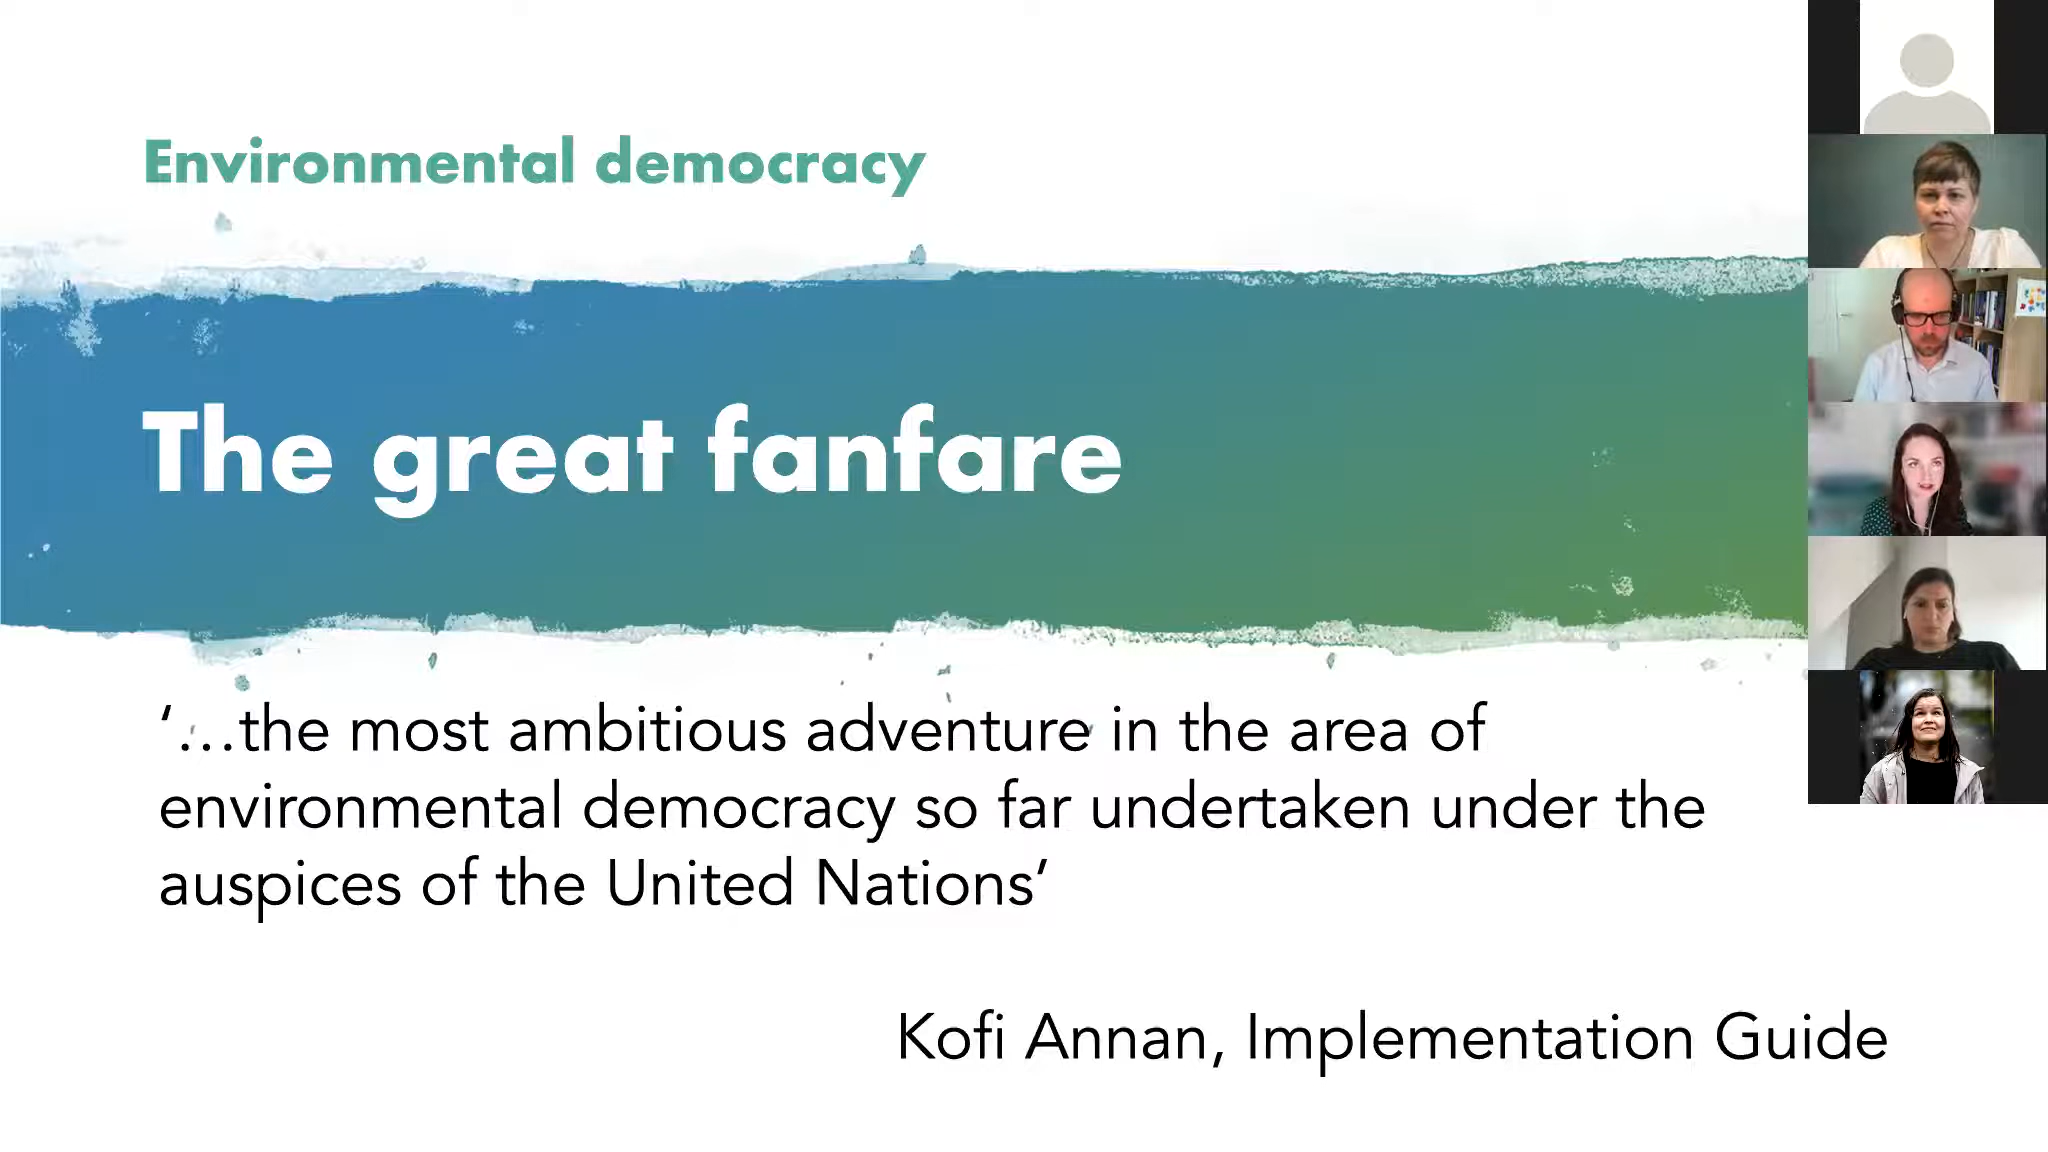 Environmental democracy
The great fanfare
‘…the most ambitious adventure in the area of
environmental democracy so far undertaken under the
auspices of the United Nations’
Kofi Annan, Implementation Guide